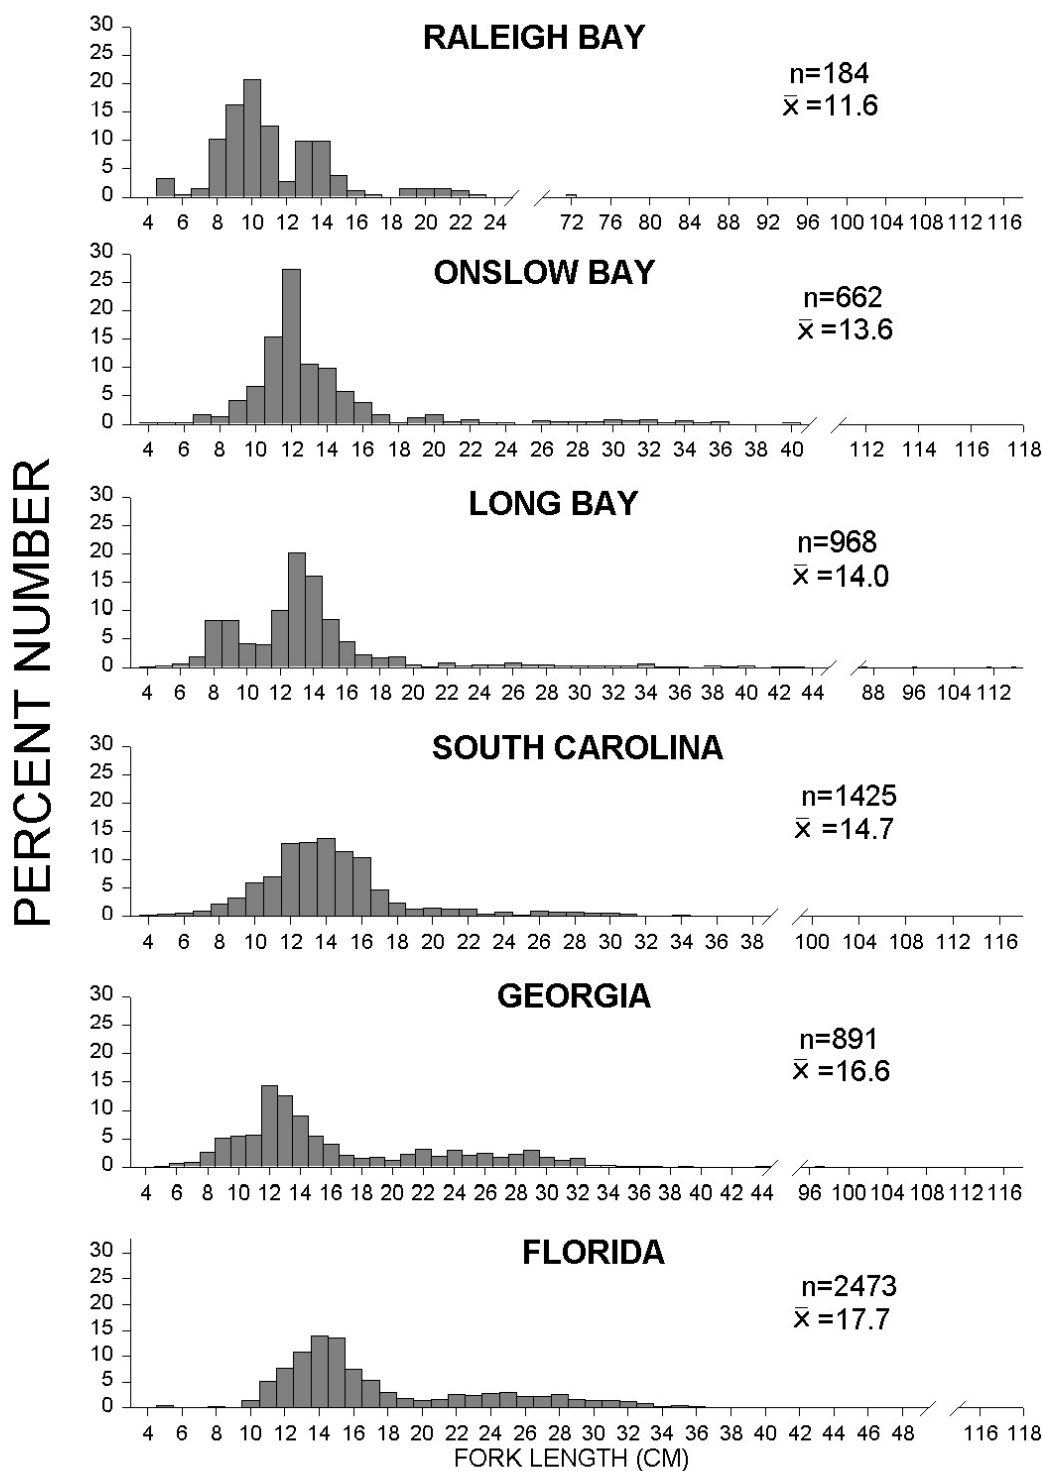 PERCENT NUMBER
RALEIGH BAY
n=184
x̄ =11.6
30
25
20
15
10
5
0
4 6 8 10 12 14 16 18 20 22 24 72 76 80 84 88 92 96 100 104 108 112 116
ONSLOW BAY
n=662
x̄ =13.6
30
25
20
15
10
5
0
4 6 8 10 12 14 16 18 20 22 24 26 28 30 32 34 36 38 40 112 114 116 118
LONG BAY
n=968
x̄ =14.0
30
25
20
15
10
5
0
4 6 8 10 12 14 16 18 20 22 24 26 28 30 32 34 36 38 40 42 44 88 96 104 112
SOUTH CAROLINA
n=1425
x̄ =14.7
30
25
20
15
10
5
0
4 6 8 10 12 14 16 18 20 22 24 26 28 30 32 34 36 38 100 104 108 112 116
GEORGIA
n=891
x̄ =16.6
30
25
20
15
10
5
0
4 6 8 10 12 14 16 18 20 22 24 26 28 30 32 34 36 38 40 42 44 96 100 104 108 112 116
FLORIDA
n=2473
x̄ =17.7
30
25
20
15
10
5
0
4 6 8 10 12 14 16 18 20 22 24 26 28 30 32 34 36 38 40 42 44 46 48 116 118
FORK LENGTH (CM)